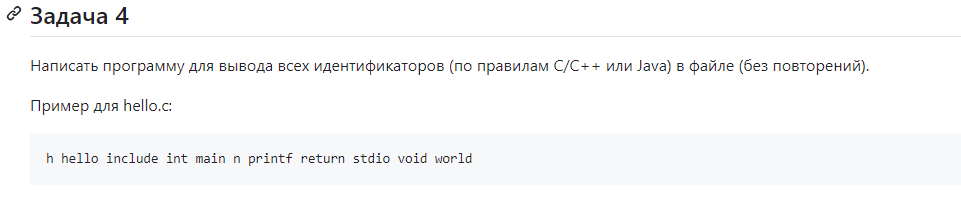 Задача 4
Написать программу для вывода всех идентификаторов (по правилам C/C++ или Java) в файле (без повторений).
Пример для hello.c:
h hello include int main n printf return stdio void world